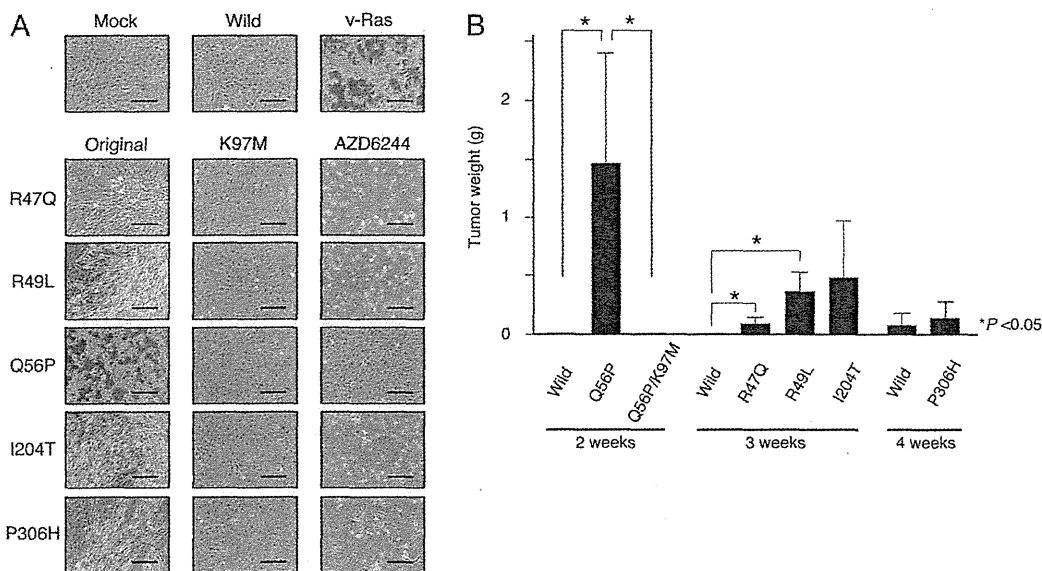 A
Mock Wild v-Ras
Original K97M AZD6244
R47Q
R49L
Q56P
I204T
P306H
B
* *
2
Tumor weight (g)
1
*
*
0
*P <0.05
Wild Q56P Q56P/K97M Wild R47Q R49L I204T Wild P306H
2 weeks 3 weeks 4 weeks